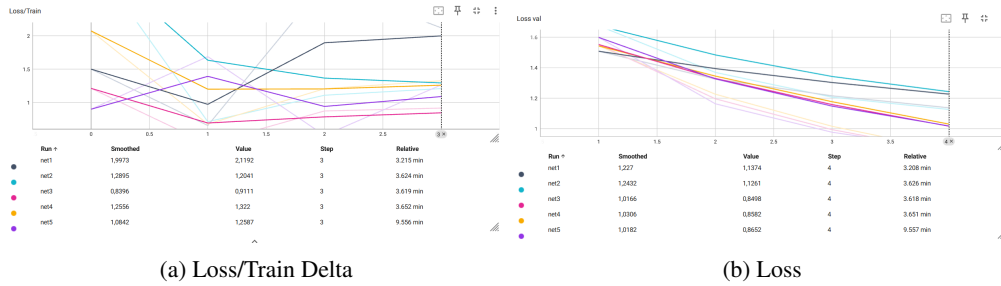 Loss/Train
2
1.5
1
0 0.5 1 1.5 2 2.5 3
Run ↑ Smoothed Value Step Relative
net1 1,9973 2,1192 3 3.215 min
net2 1,2895 1,2041 3 3.624 min
net3 0,8396 0,9111 3 3.619 min
net4 1,2556 1,322 3 3.652 min
net5 1,0842 1,2587 3 9.556 min
(a) Loss/Train Delta
Loss val
1.6
1.4
1.2
1
1 1.5 2 2.5 3 3.5 4
Run ↑ Smoothed Value Step Relative
net1 1,227 1,1374 4 3.208 min
net2 1,2432 1,1261 4 3.626 min
net3 1,0166 0,8498 4 3.618 min
net4 1,0306 0,8582 4 3.651 min
net5 1,0182 0,8652 4 9.557 min
(b) Loss